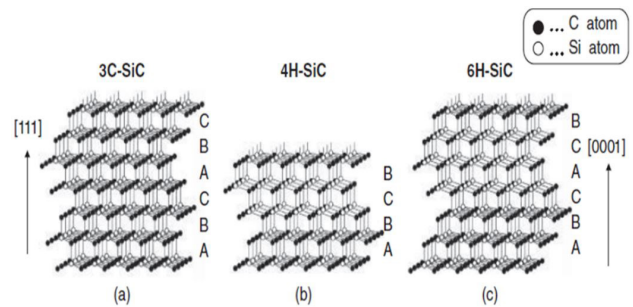 ● ... C atom
○ ... Si atom
3C-SiC
4H-SiC
6H-SiC
[111]
C
B
A
C
B
A
B
C
B
A
B
C
A
C
B
A
[0001]
(a)
(b)
(c)